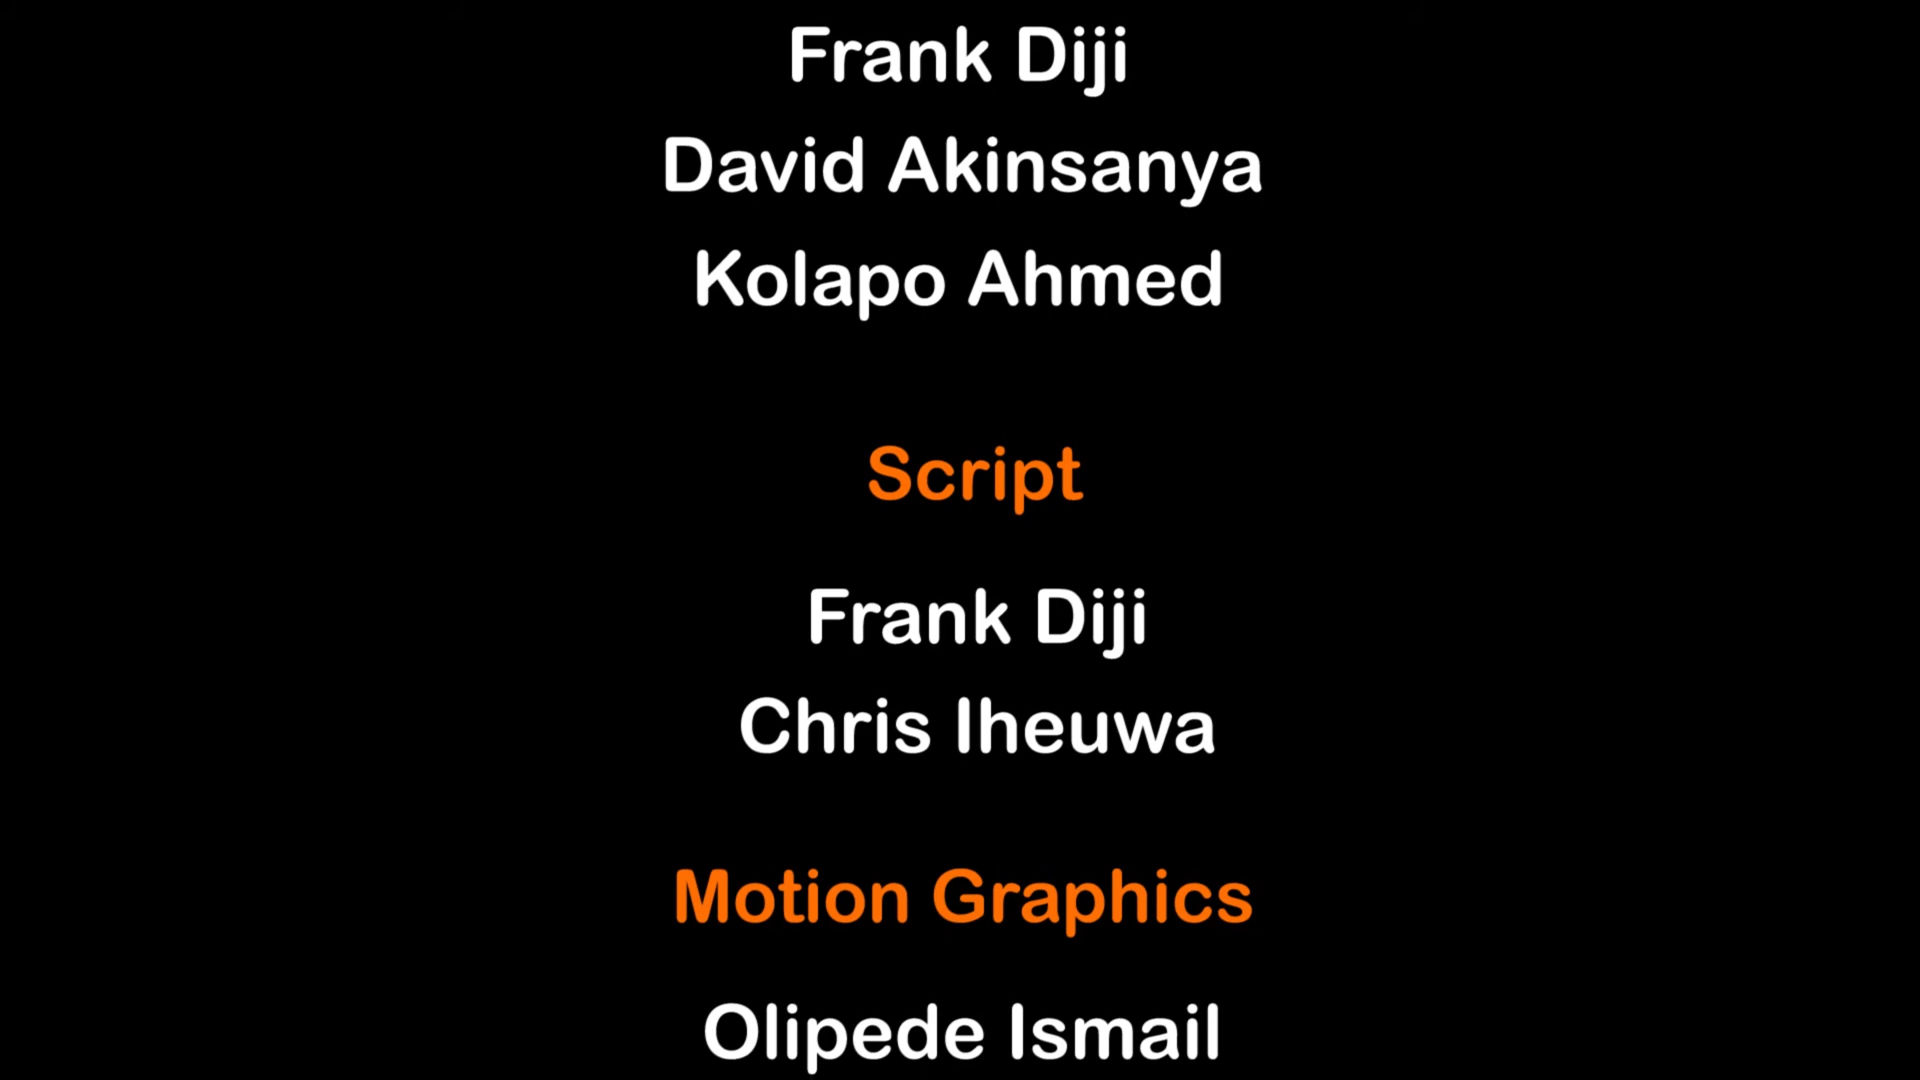 Frank Diji
David Akinsanya
Kolapo Ahmed
Script
Frank Diji
Chris Iheuwa
Motion Graphics
Olipede Ismail